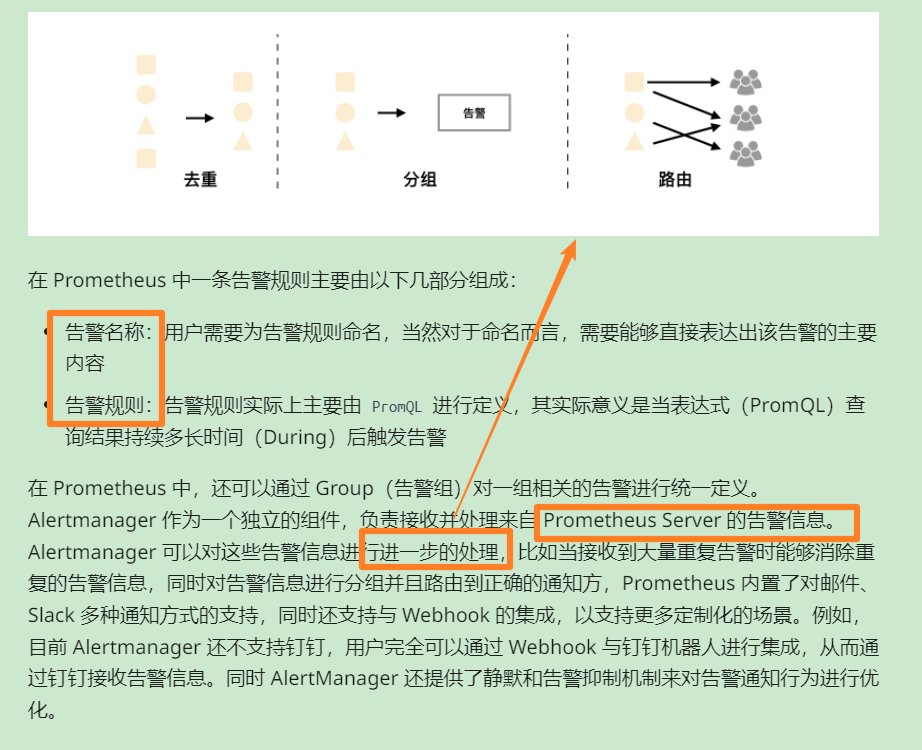 告警
去重 分组 路由
在 Prometheus 中一条告警规则主要由以下几部分组成：
告警名称：用户需要为告警规则命名，当然对于命名而言，需要能够直接表达出该告警的主要
内容
告警规则：告警规则实际上主要由 PromQL 进行定义，其实际意义是当表达式（PromQL）查
询结果持续多长时间（During）后触发告警
在 Prometheus 中，还可以通过 Group（告警组）对一组相关的告警进行统一定义。
Alertmanager 作为一个独立的组件，负责接收并处理来自 Prometheus Server 的告警信息。
Alertmanager 可以对这些告警信息进行进一步的处理，比如当接收到大量重复告警时能够消除重
复的告警信息，同时对告警信息进行分组并且路由到正确的通知方，Prometheus 内置了对邮件、
Slack 多种通知方式的支持，同时还支持与 Webhook 的集成，以支持更多定制化的场景。例如，
目前 Alertmanager 还不支持钉钉，用户完全可以通过 Webhook 与钉钉机器人进行集成，从而通
过钉钉接收告警信息。同时 AlertManager 还提供了静默和告警抑制机制来对告警通知行为进行优
化。